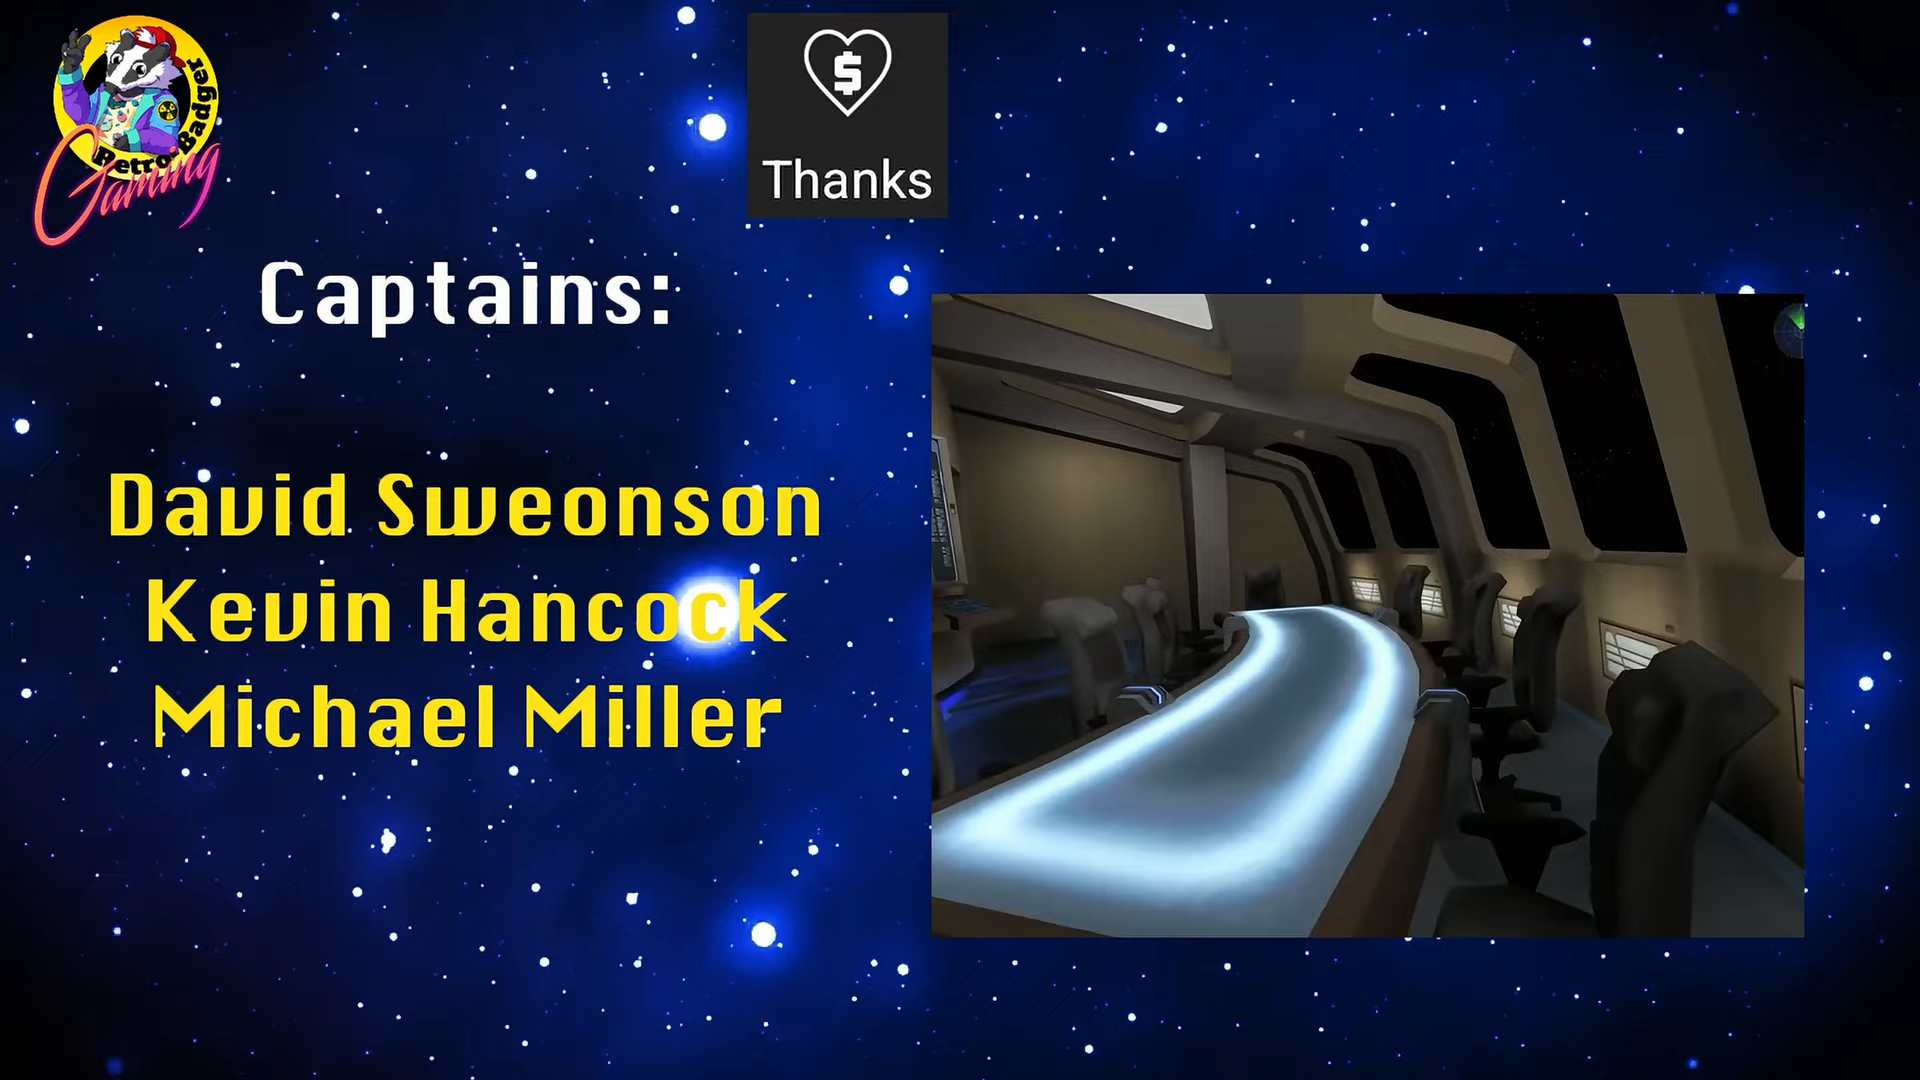 Retro-Badger
Gaming
Thanks
Captains:
David Sweonson
Kevin Hancock
Michael Miller